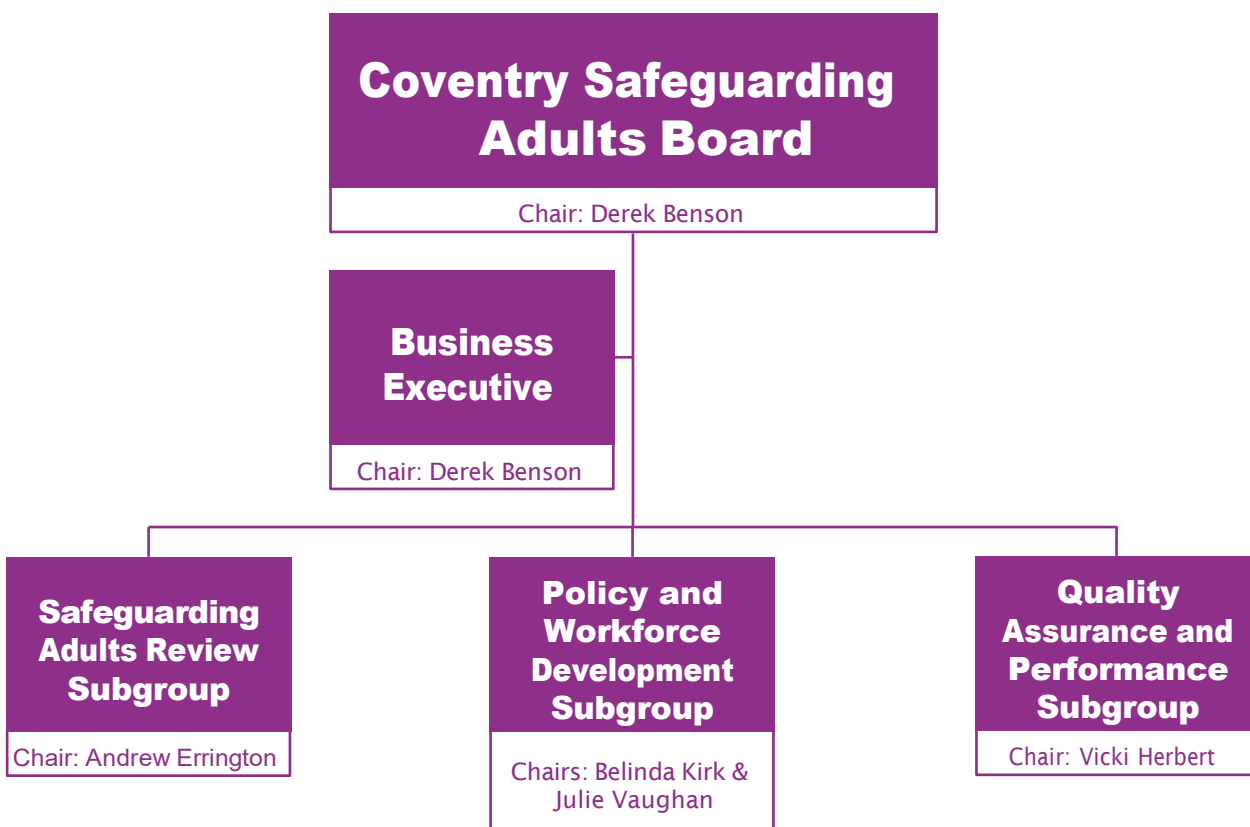 Coventry Safeguarding
Adults Board
Chair: Derek Benson
Business
Executive
Chair: Derek Benson
Safeguarding
Adults Review
Subgroup
Chair: Andrew Errington
Policy and
Workforce
Development
Subgroup
Chairs: Belinda Kirk &
Julie Vaughan
Quality
Assurance and
Performance
Subgroup
Chair: Vicki Herbert